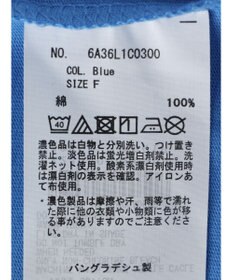 NO. 6A36L1C0300
COL. Blue
SIZE F
綿 100%
40
濃色品は白物と分別洗い。つけ置き
禁止。淡色品は蛍光増白剤禁止。洗
濯ネット使用。酸素系漂白剤使用時
は漂白剤の表示を確認。アイロンあ
て布使用。
・濃色製品は摩擦や汗、雨等で濡れ
た際に他の衣類や小物類に色が移
る事がありますのでご注意ください。
バングラデシュ製